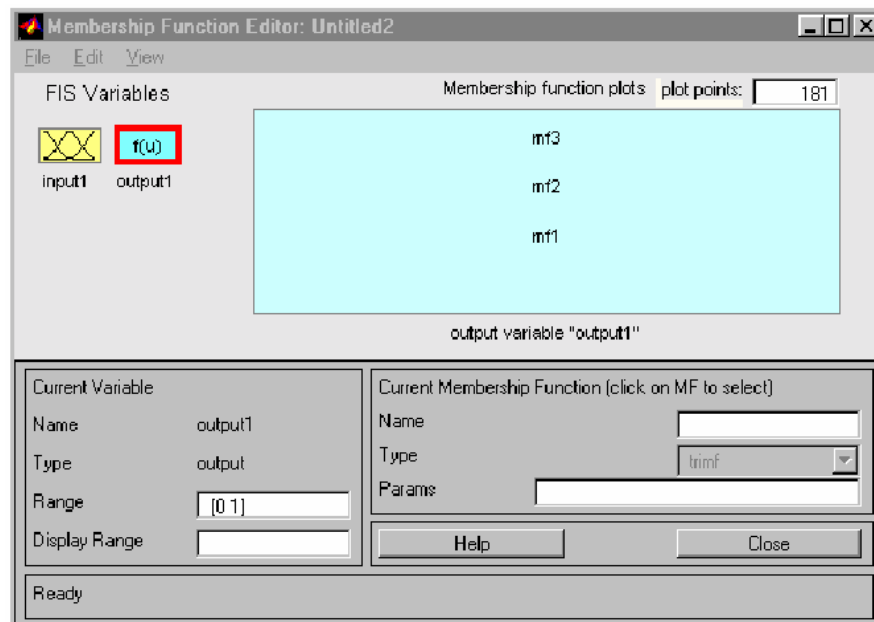 Membership Function Editor: Untitled2
File Edit View
FIS Variables
Membership function plots plot points: 181
f(u)
input1 output1
mf3
mf2
mf1
output variable "output1"
Current Variable
Name output1
Type output
Range [0 1]
Display Range
Current Membership Function (click on MF to select)
Name
Type trimf
Params
Help Close
Ready